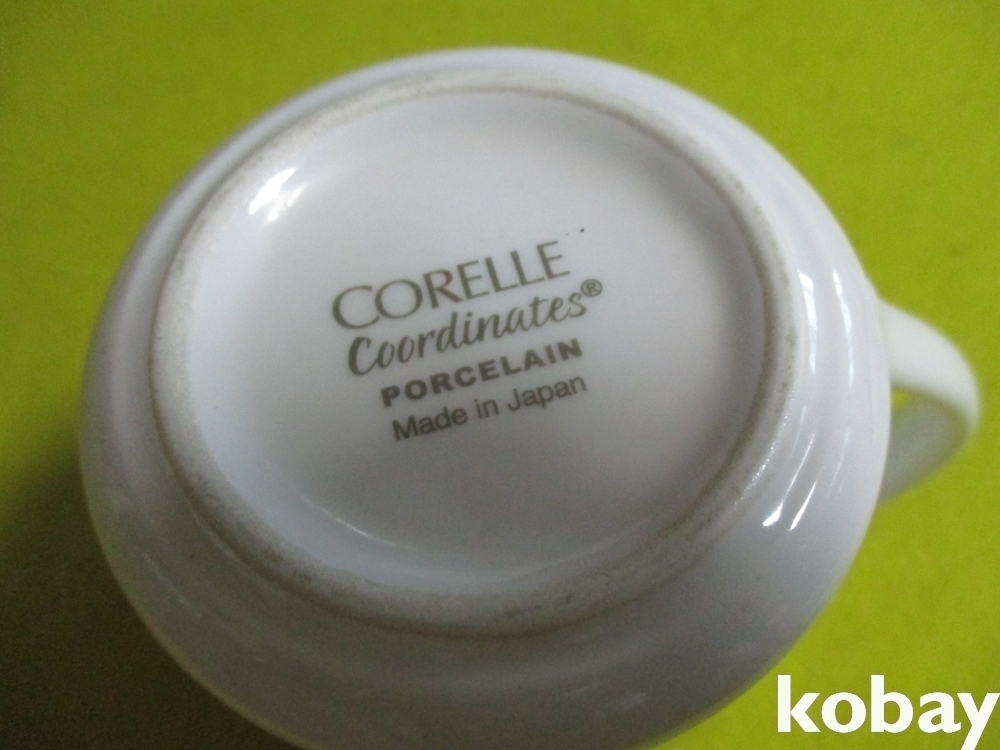 CORELLE
Coordinates®
PORCELAIN
Made in Japan
kobay